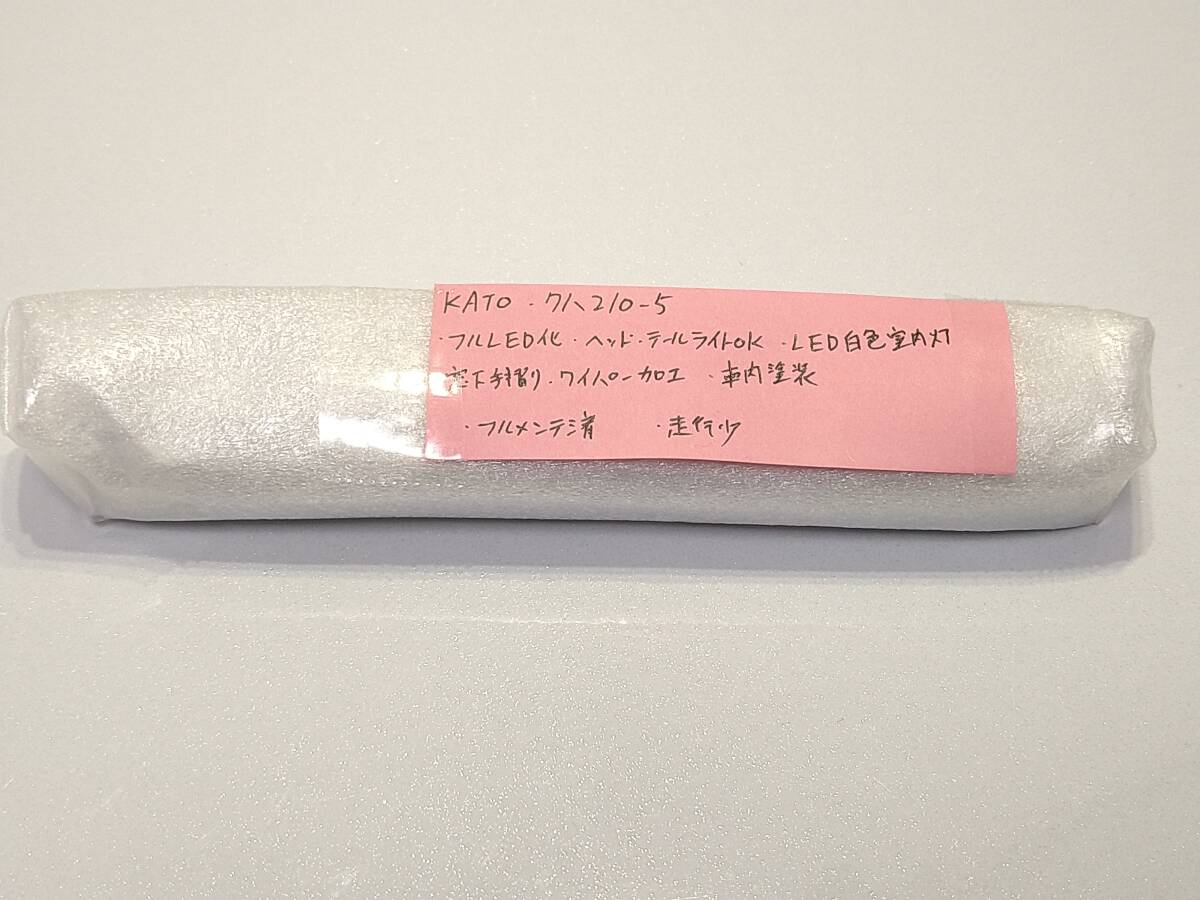 KATO・クハ210-5
・フルLED化・ヘッド・テールライトOK ・LED白色室内灯
窓下手摺り・ワイパー加工 ・車内塗装
・フルメンテ済 ・走行少